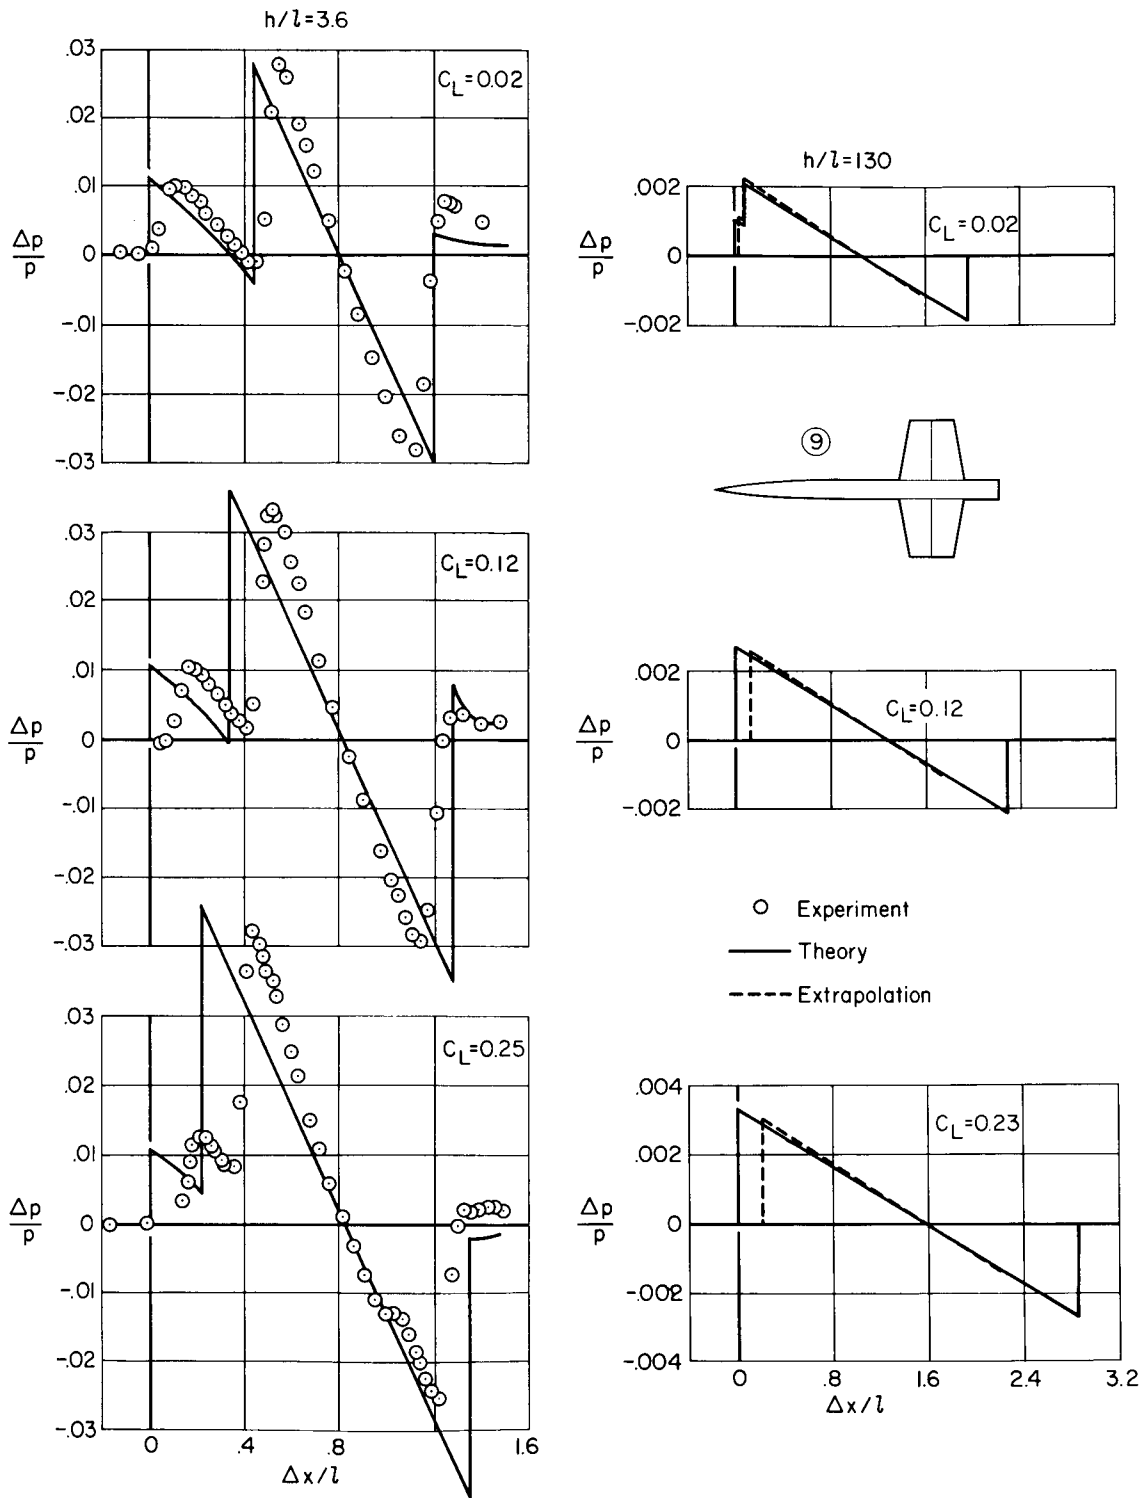 h/l=3.6
.03
.02
.01
0
-.01
-.02
-.03
Δp/p
C_L=0.02
.03
.02
.01
0
-.01
-.02
-.03
Δp/p
C_L=0.12
.03
.02
.01
0
-.01
-.02
-.03
Δp/p
C_L=0.25
0 .4 .8 1.2 1.6
Δx/l
h/l=130
.002
0
-.002
Δp/p
C_L=0.02
9
.002
0
-.002
Δp/p
C_L=0.12
Experiment
Theory
Extrapolation
.004
.002
0
-.002
-.004
Δp/p
C_L=0.23
0 .8 1.6 2.4 3.2
Δx/l